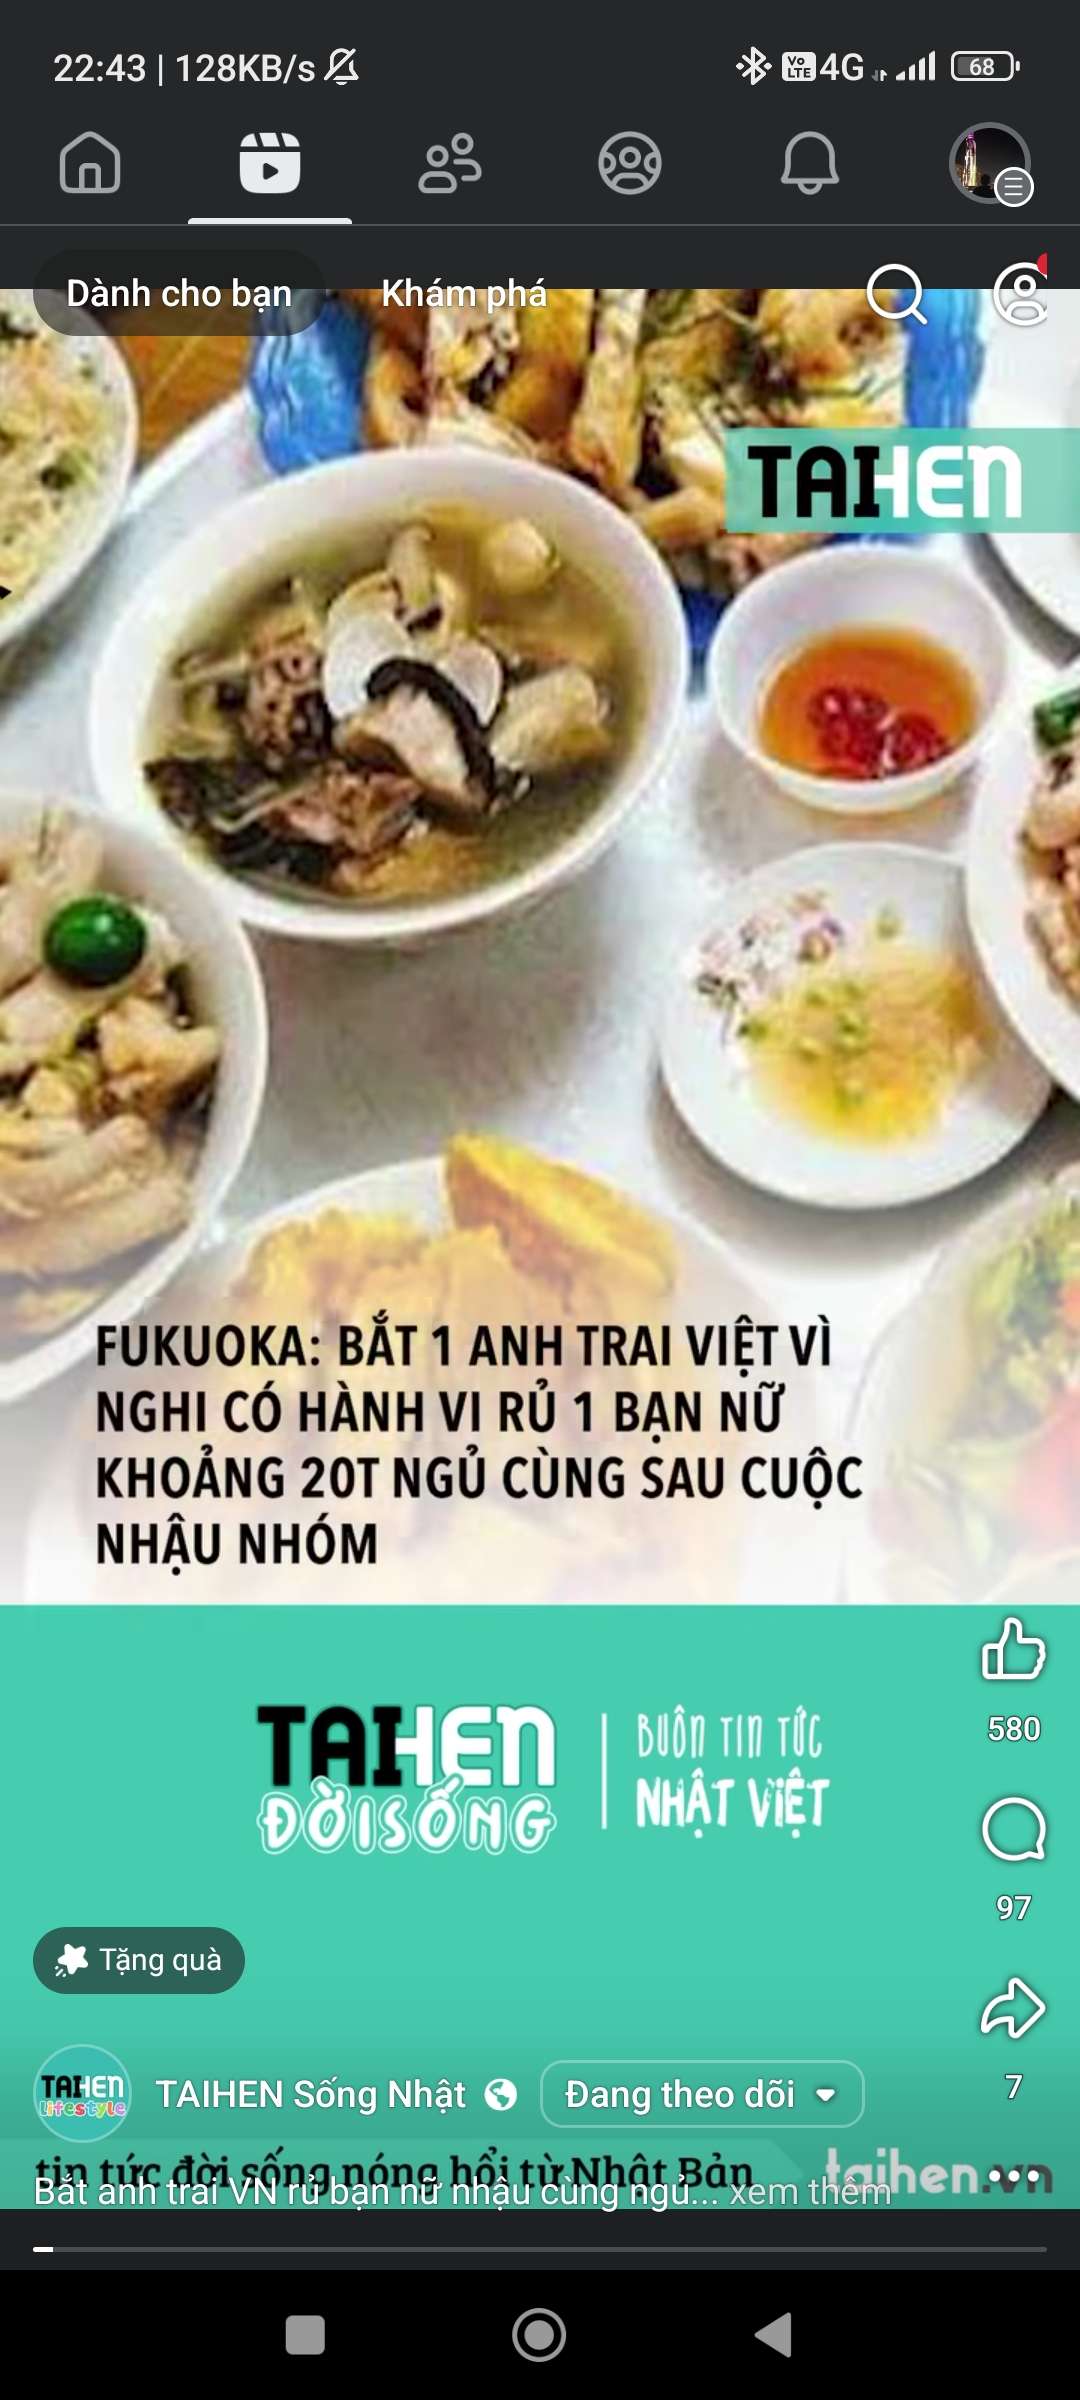 22:43 | 128KB/s
Vo LTE 4G 68
Dành cho bạn Khám phá
TAIHEN
FUKUOKA: BẮT 1 ANH TRAI VIỆT VÌ
NGHI CÓ HÀNH VI RỦ 1 BẠN NỮ
KHOẢNG 20T NGỦ CÙNG SAU CUỘC
NHẬU NHÓM
TAIHEN
ĐỜI SỐNG
BUÔN TIN TỨC
NHẬT VIỆT
580
97
Tặng quà
7
TAIHEN
lifestyle
TAIHEN Sống Nhật Đang theo dõi
tin tức đời sống nóng hổi từ Nhật Bản
taihen.vn
Bắt anh trai VN rủ bạn nữ nhậu cùng ngủ... xem thêm